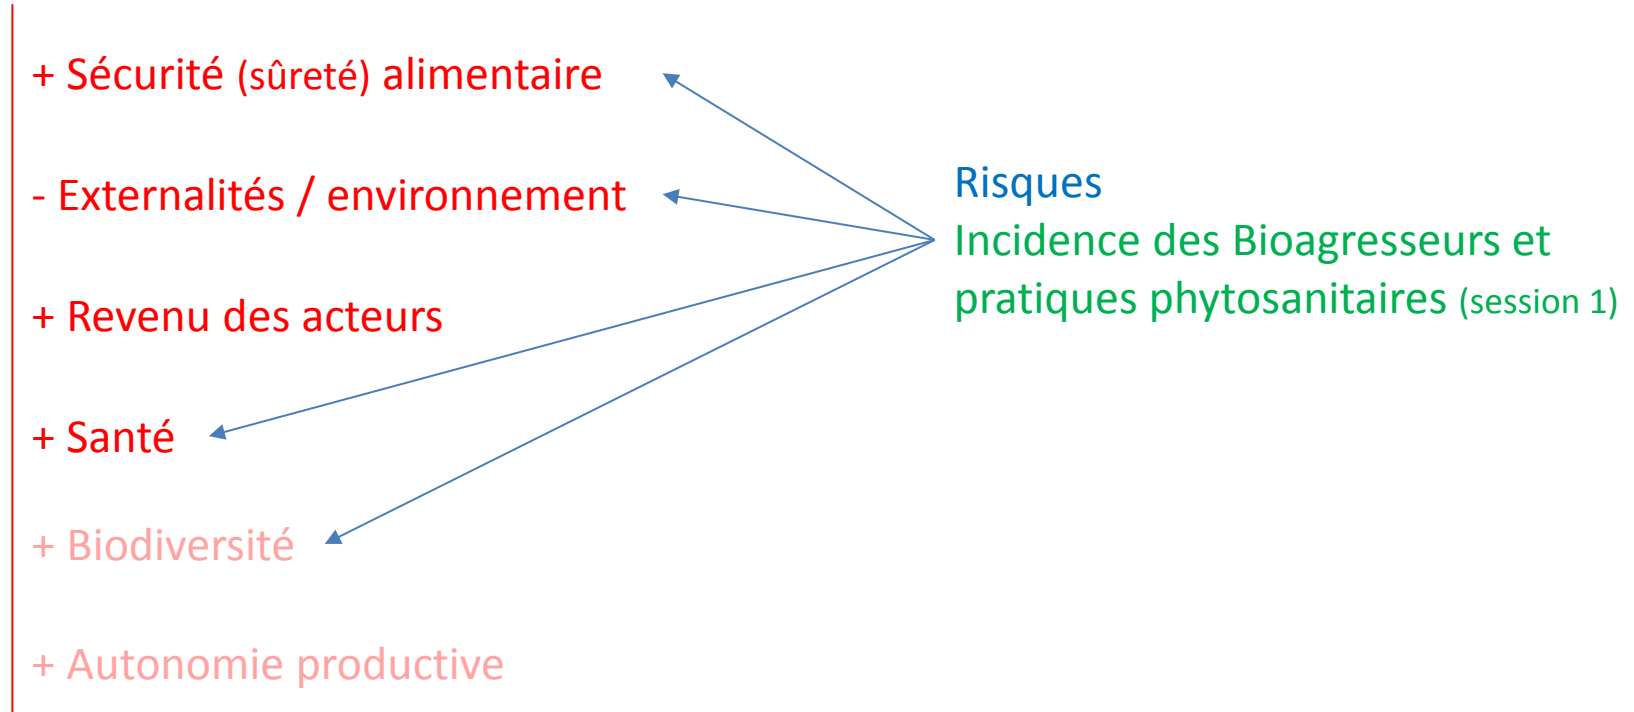 + Sécurité (sûreté) alimentaire
- Externalités / environnement
+ Revenu des acteurs
+ Santé
+ Biodiversité
+ Autonomie productive
Risques
Incidence des Bioagresseurs et
pratiques phytosanitaires (session 1)